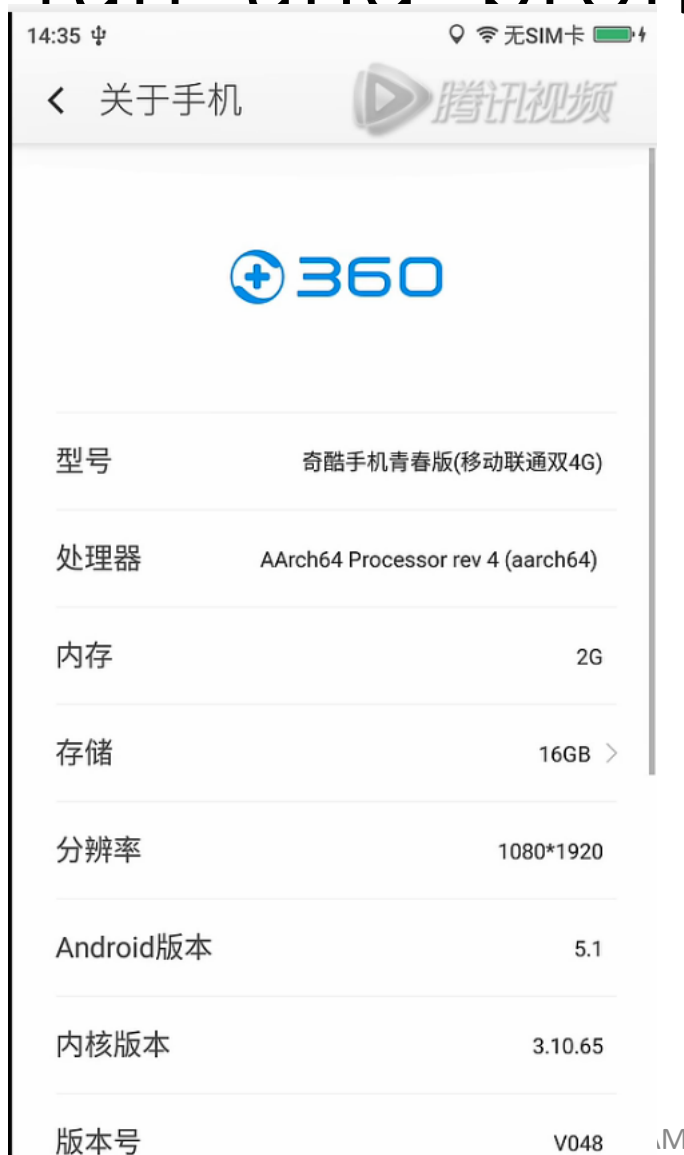 14:35 无SIM卡
关于手机 腾讯视频
360
型号 奇酷手机青春版(移动联通双4G)
处理器 AArch64 Processor rev 4 (aarch64)
内存 2G
存储 16GB
分辨率 1080*1920
Android版本 5.1
内核版本 3.10.65
版本号 V048